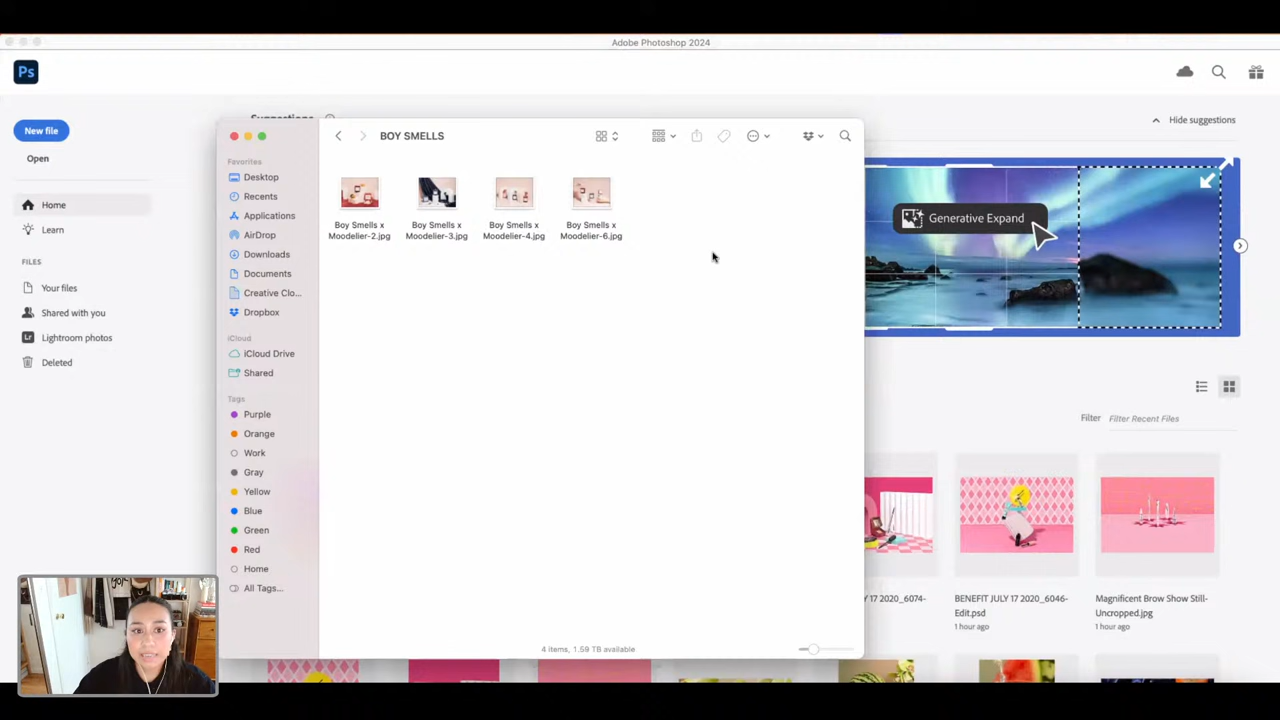 Adobe Photoshop 2024
Ps
New file
Open
Home
Learn
FILES
Your files
Shared with you
Lr Lightroom photos
Deleted
Hide suggestions
Generative Expand
BOY SMELLS
Favorites
Desktop
Recents
Applications
AirDrop
Downloads
Documents
Creative Clo...
Dropbox
iCloud
iCloud Drive
Shared
Tags
Purple
Orange
Work
Gray
Yellow
Blue
Green
Red
Home
All Tags...
Boy Smells x
Moodelier-2.jpg
Boy Smells x
Moodelier-3.jpg
Boy Smells x
Moodelier-4.jpg
Boy Smells x
Moodelier-6.jpg
4 items, 1.59 TB available
Filter
Filter Recent Files
17 2020_6074-
BENEFIT JULY 17 2020_6046-
Edit.psd
1 hour ago
Magnificent Brow Show Still-
Uncropped.jpg
1 hour ago